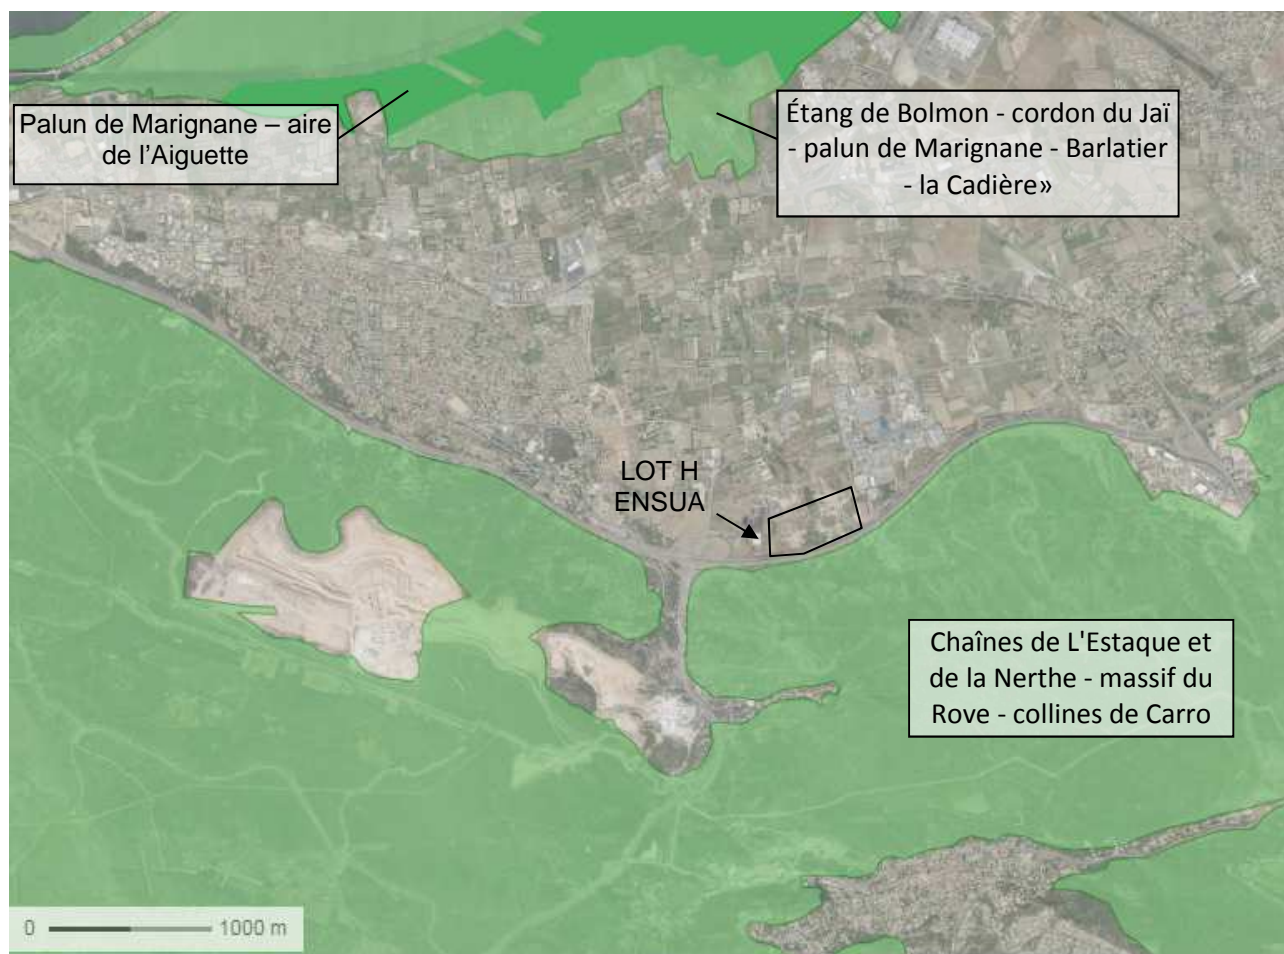 Palun de Marignane – aire
de l’Aiguette
Étang de Bolmon - cordon du Jaï
- palun de Marignane - Barlatier
- la Cadière»
LOT H
ENSUA
Chaînes de L'Estaque et
de la Nerthe - massif du
Rove - collines de Carro
0 1000 m